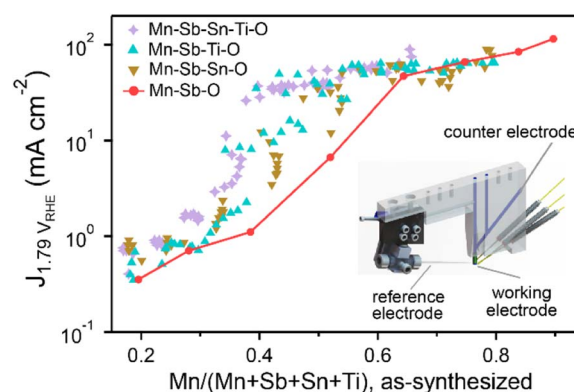 J1.79 VRHE (mA cm-2)
10²
10¹
10⁰
10⁻¹
Mn-Sb-Sn-Ti-O
Mn-Sb-Ti-O
Mn-Sb-Sn-O
Mn-Sb-O
counter electrode
reference
electrode
working
electrode
0.2 0.4 0.6 0.8
Mn/(Mn+Sb+Sn+Ti), as-synthesized